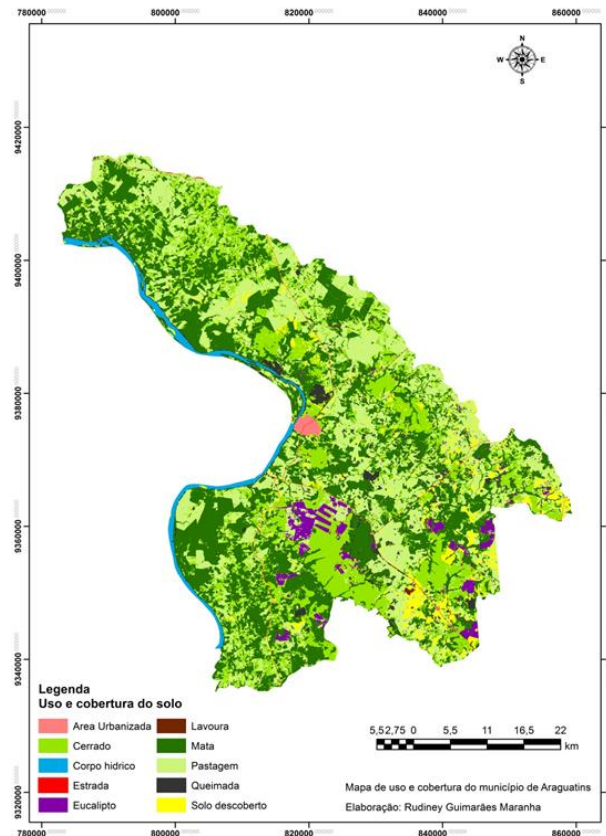 780000 800000 820000 840000 860000
N
W E
S
9420000
9400000
9380000
9360000
9340000
9320000
Legenda
Uso e cobertura do solo
Area Urbanizada
Cerrado
Corpo hidrico
Estrada
Eucalipto
Lavoura
Mata
Pastagem
Queimada
Solo descoberto
5,52,75 0 5,5 11 16,5 22
km
Mapa de uso e cobertura do município de Araguatins
Elaboração: Rudiney Guimarães Maranha
780000 800000 820000 840000 860000